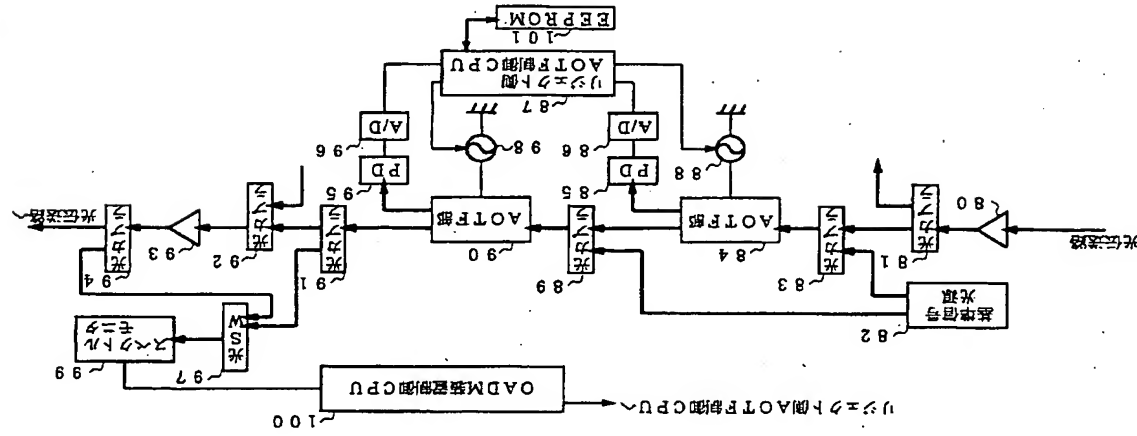 リジェクト側AOTF制御CPUへ
100
OADM装置制御CPU
99
スペクトル
モニタ
97
光SW
82
基準信号
光源
94
光カプラ
光伝送路
80
81
光カプラ
83
光カプラ
84
AOTF部
89
光カプラ
90
AOTF部
91
光カプラ
92
光カプラ
93
光伝送路
85
PD
95
PD
88
98
86
A/D
96
A/D
87
リジェクト側
AOTF制御CPU
101
EEPROM